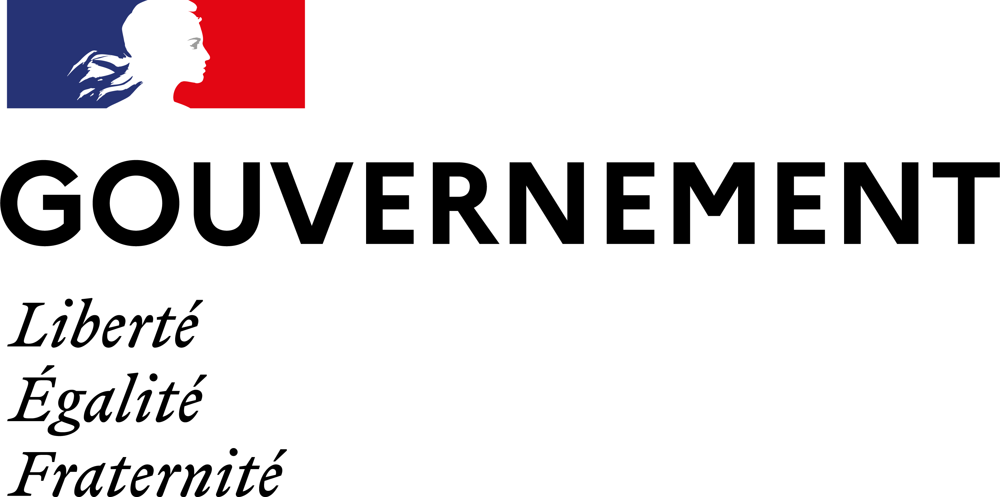 GOUVERNEMENT
Liberté
Égalité
Fraternité